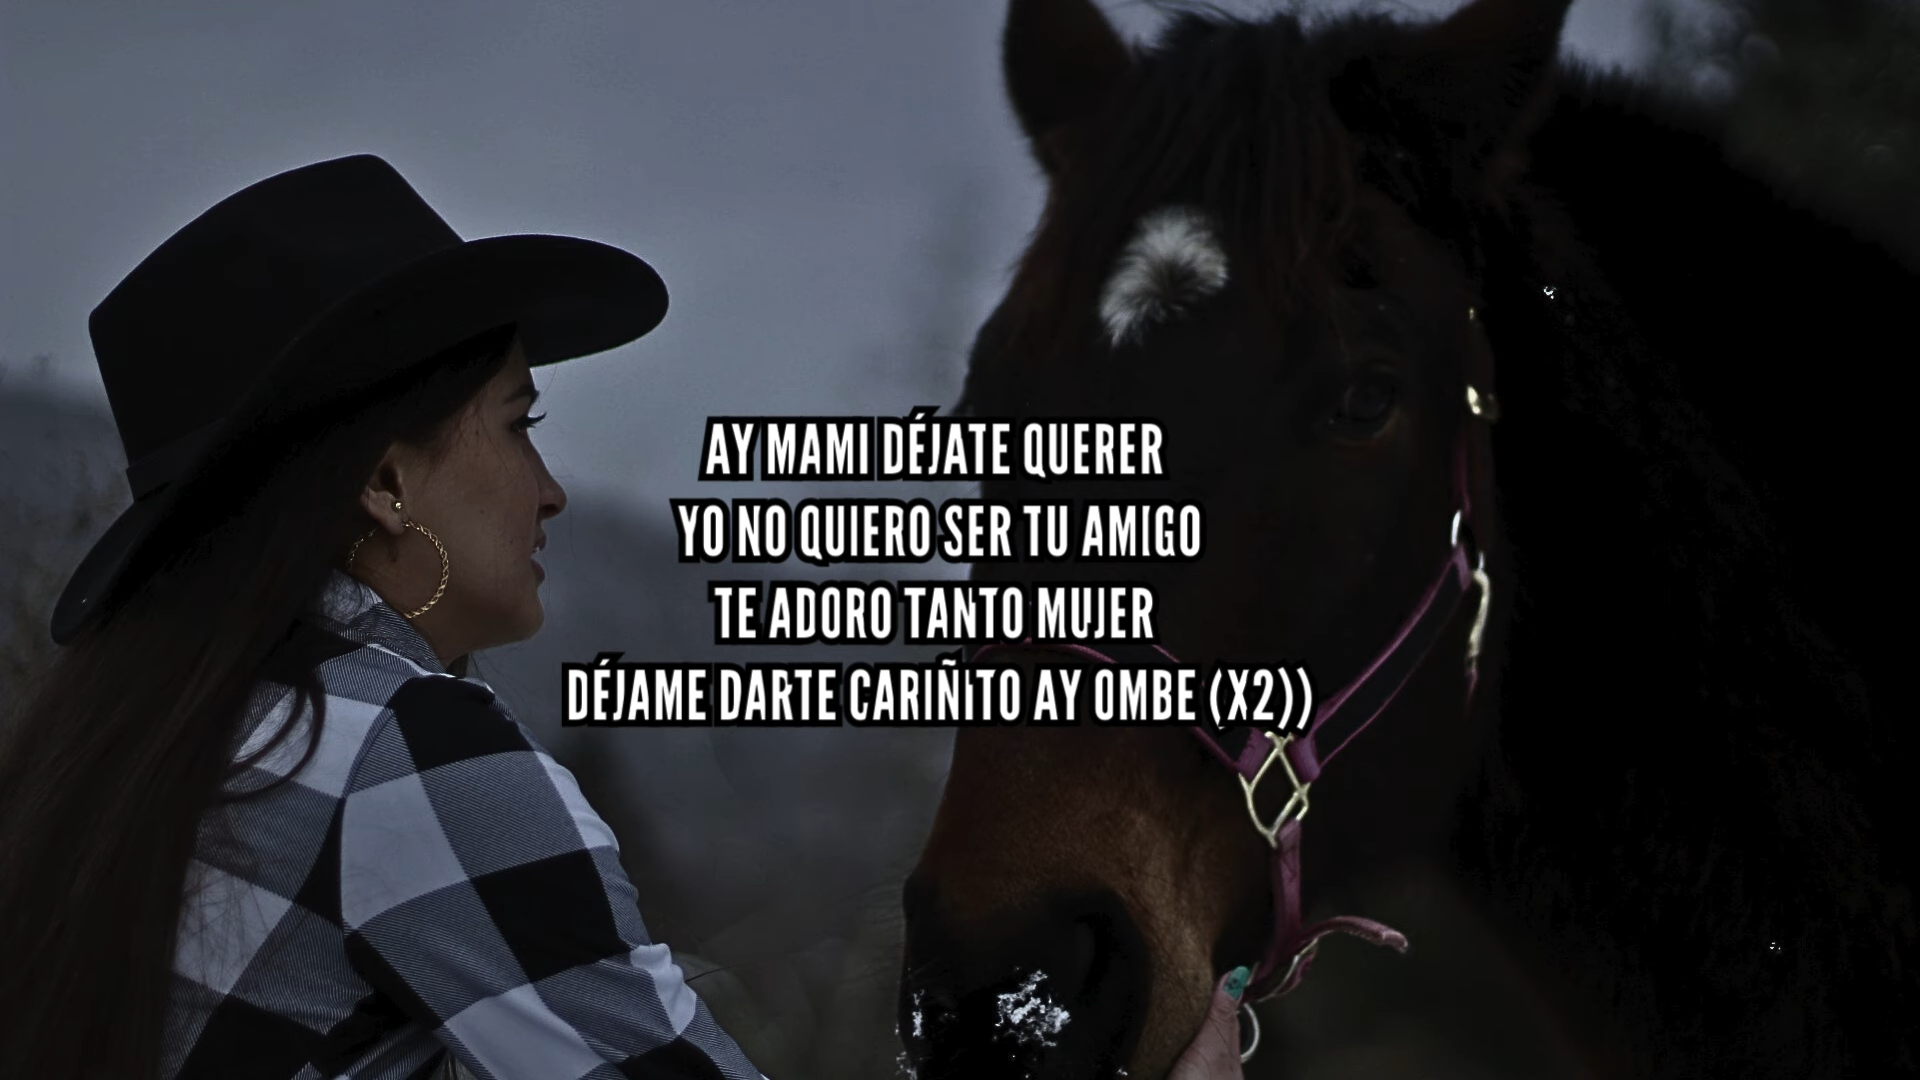 AY MAMI DÉJATE QUERER
YO NO QUIERO SER TU AMIGO
TE ADORO TANTO MUJER
DÉJAME DARTE CARIÑITO AY OMBE (X2))